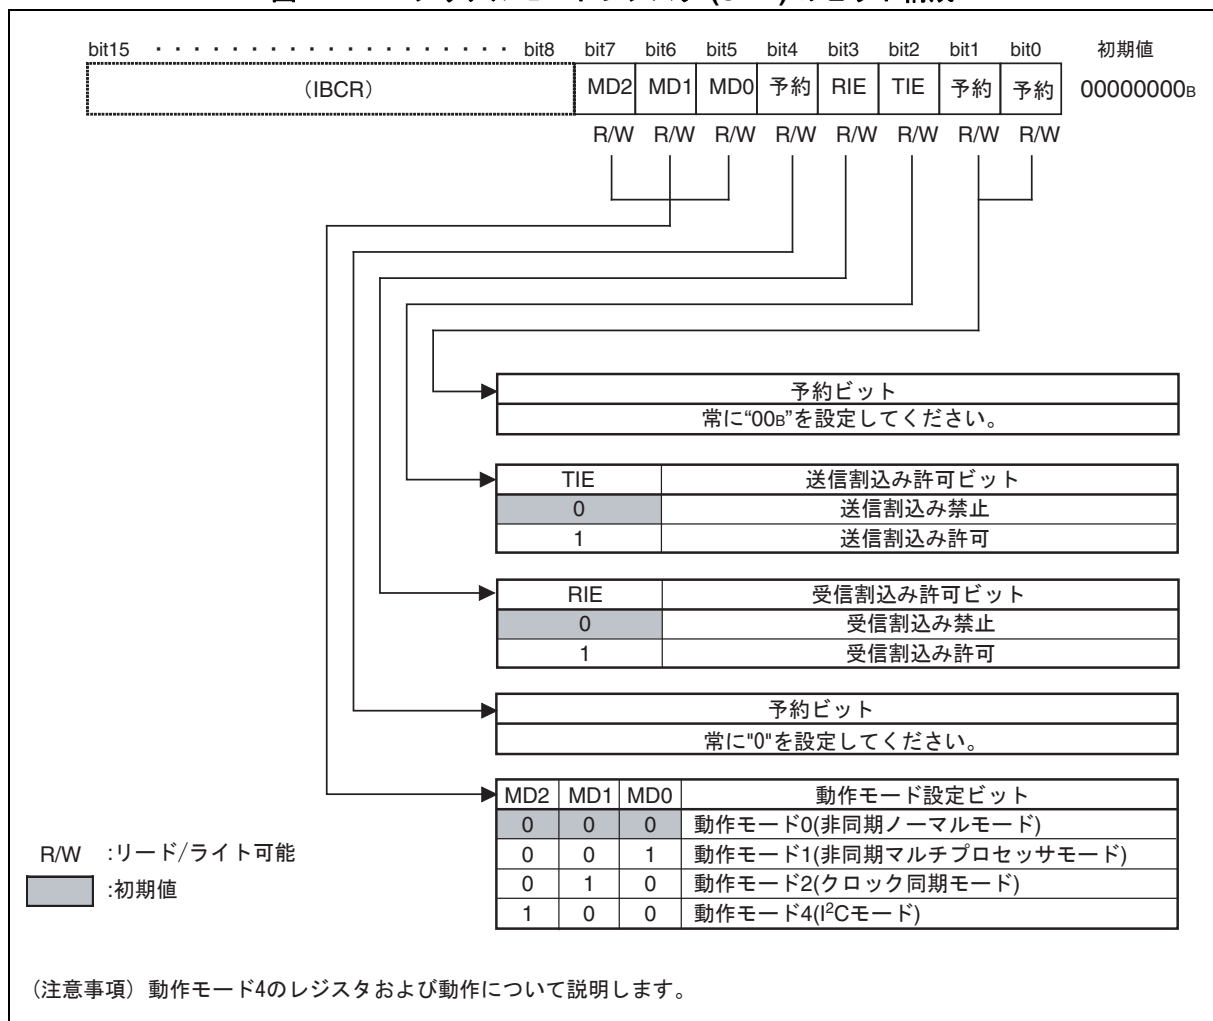 bit15 ・・・・・・・・・・・・・・・・・・・・ bit8 bit7 bit6 bit5 bit4 bit3 bit2 bit1 bit0 初期値
(IBCR) MD2 MD1 MD0 予約 RIE TIE 予約 予約 00000000B
R/W R/W R/W R/W R/W R/W R/W R/W
予約ビット
常に“00B”を設定してください。
TIE 送信割込み許可ビット
0 送信割込み禁止
1 送信割込み許可
RIE 受信割込み許可ビット
0 受信割込み禁止
1 受信割込み許可
予約ビット
常に"0"を設定してください。
MD2 MD1 MD0 動作モード設定ビット
0 0 0 動作モード0(非同期ノーマルモード)
0 0 1 動作モード1(非同期マルチプロセッサモード)
0 1 0 動作モード2(クロック同期モード)
1 0 0 動作モード4(I²Cモード)
R/W :リード/ライト可能
:初期値
(注意事項) 動作モード4のレジスタおよび動作について説明します。